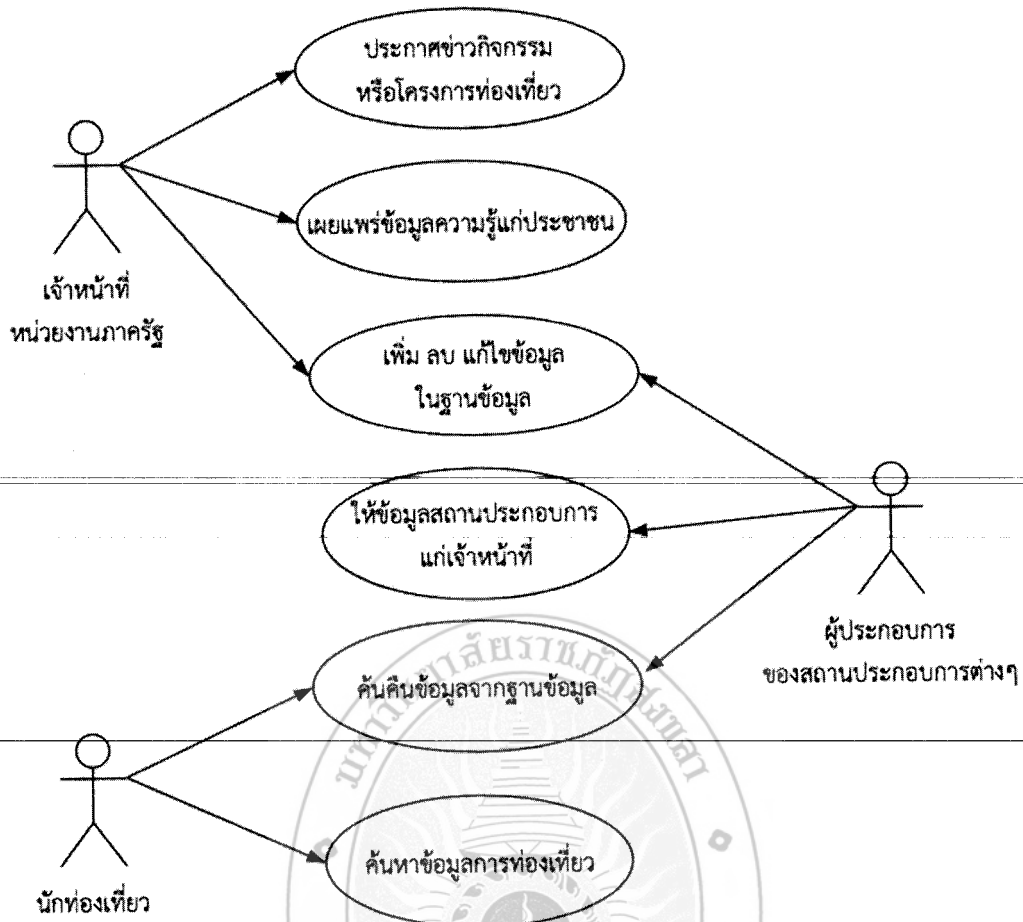 ประกาศข่าวกิจกรรม
หรือโครงการท่องเที่ยว
เผยแพร่ข้อมูลความรู้แก่ประชาชน
เจ้าหน้าที่
หน่วยงานภาครัฐ
เพิ่ม ลบ แก้ไขข้อมูล
ในฐานข้อมูล
ให้ข้อมูลสถานประกอบการ
แก่เจ้าหน้าที่
ผู้ประกอบการ
ของสถานประกอบการต่างๆ
ค้นคืนข้อมูลจากฐานข้อมูล
ค้นหาข้อมูลการท่องเที่ยว
นักท่องเที่ยว